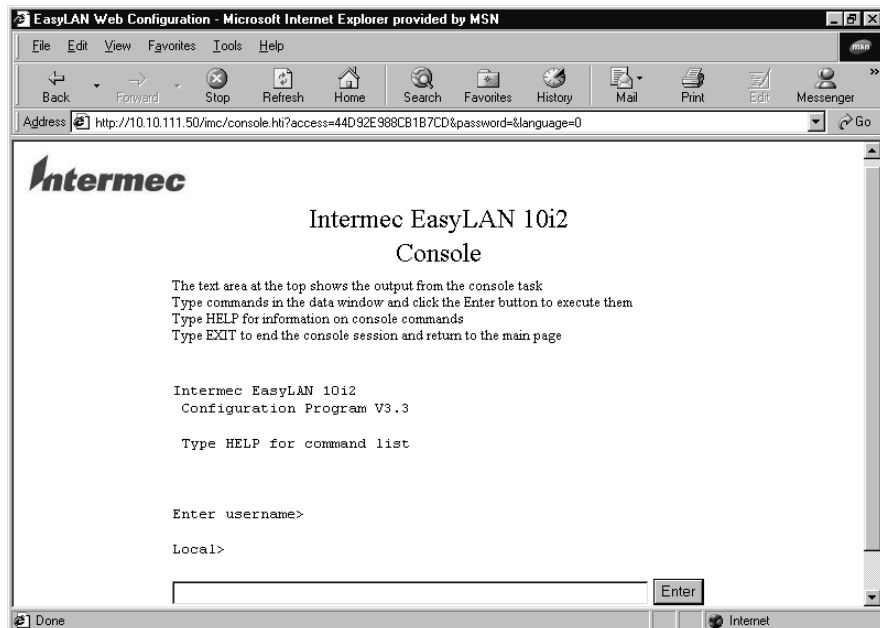 EasyLAN Web Configuration - Microsoft Internet Explorer provided by MSN
File Edit View Favorites Tools Help
msn
Back Forward Stop Refresh Home Search Favorites History Mail Print Edit Messenger »
Address http://10.10.111.50/imc/console.hti?access=44D92E988CB1B7CD&password=&language=0 Go
Intermec
Intermec EasyLAN 10i2
Console
The text area at the top shows the output from the console task
Type commands in the data window and click the Enter button to execute them
Type HELP for information on console commands
Type EXIT to end the console session and return to the main page
Intermec EasyLAN 10i2
Configuration Program V3.3
Type HELP for command list
Enter username>
Local>
Enter
Done Internet